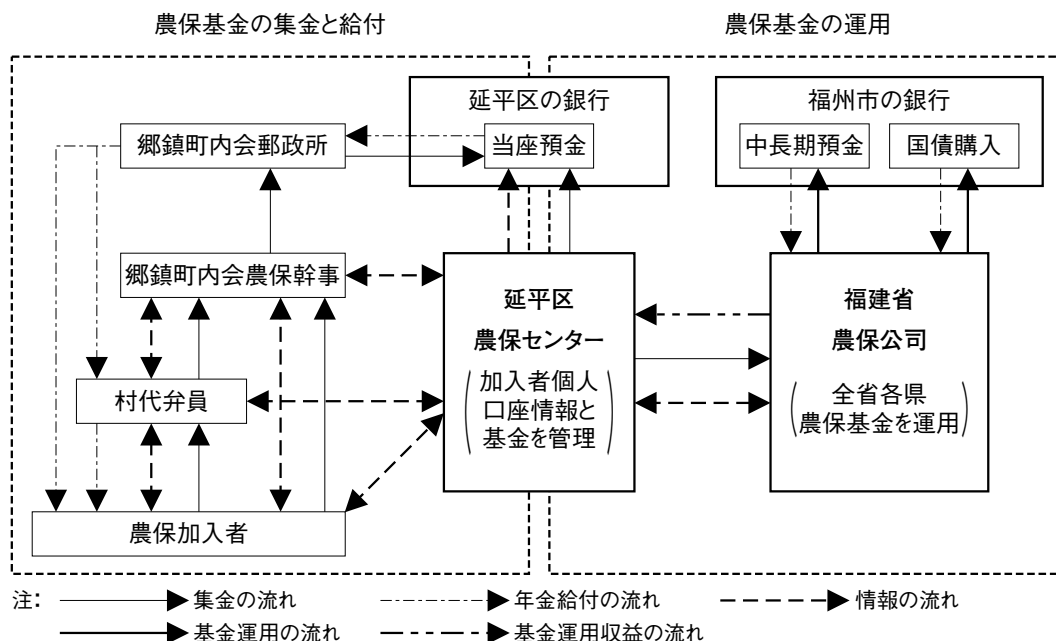 農保基金の集金と給付
農保基金の運用
延平区の銀行
福州市の銀行
郷鎮町内会郵政所
当座預金
中長期預金
国債購入
郷鎮町内会農保幹事
延平区
農保センター
加入者個人
口座情報と
基金を管理
福建省
農保公司
全省各県
農保基金を運用
村代弁員
農保加入者
注： 集金の流れ 年金給付の流れ 情報の流れ
基金運用の流れ 基金運用収益の流れ